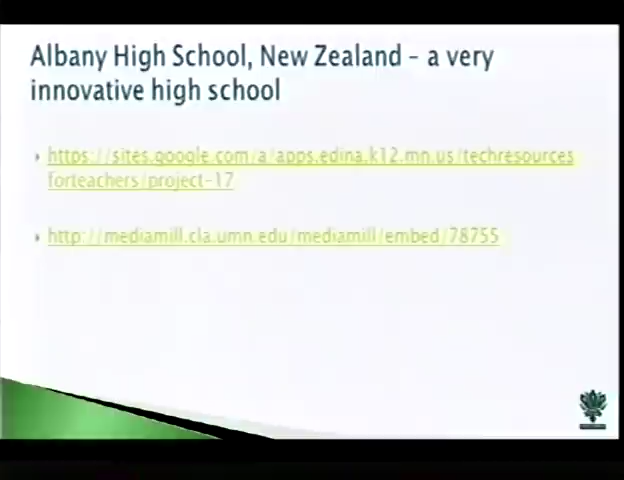 Albany High School, New Zealand – a very
innovative high school
https://sites.google.com/a/apps.edina.k12.mn.us/techresources
forteachers/project-17
http://mediamill.cla.umn.edu/mediamill/embed/78755